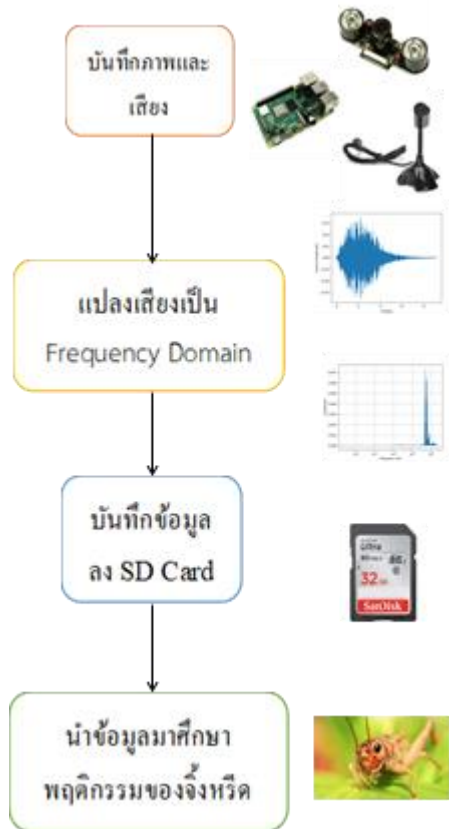 บันทึกภาพและ
เสียง
แปลงเสียงเป็น
Frequency Domain
บันทึกข้อมูล
ลง SD Card
Ultra
32
SanDisk
นำข้อมูลมาศึกษา
พฤติกรรมของจิ้งหรีด